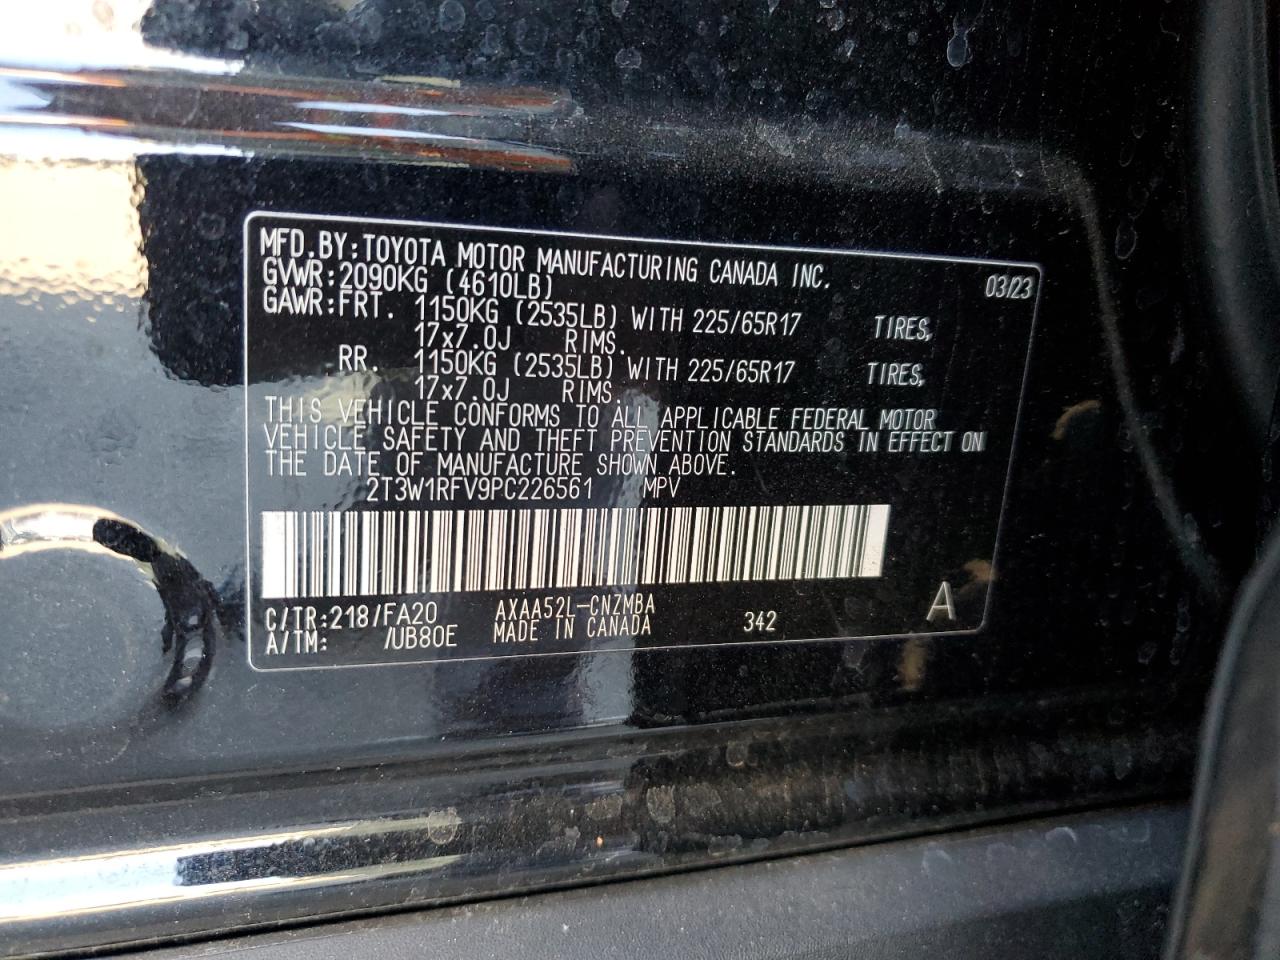 MFD.BY:TOYOTA MOTOR MANUFACTURING CANADA INC. 03/23
GVWR:2090KG (4610LB)
GAWR:FRT. 1150KG (2535LB) WITH 225/65R17 TIRES,
17x7.0J RIMS.
RR. 1150KG (2535LB) WITH 225/65R17 TIRES,
17x7.0J RIMS.
THIS VEHICLE CONFORMS TO ALL APPLICABLE FEDERAL MOTOR
VEHICLE SAFETY AND THEFT PREVENTION STANDARDS IN EFFECT ON
THE DATE OF MANUFACTURE SHOWN ABOVE.
2T3W1RFV9PC226561 MPV
C/TR:218/FA20 AXAA52L-CNZMBA
A/TM: /UB80E MADE IN CANADA 342 A